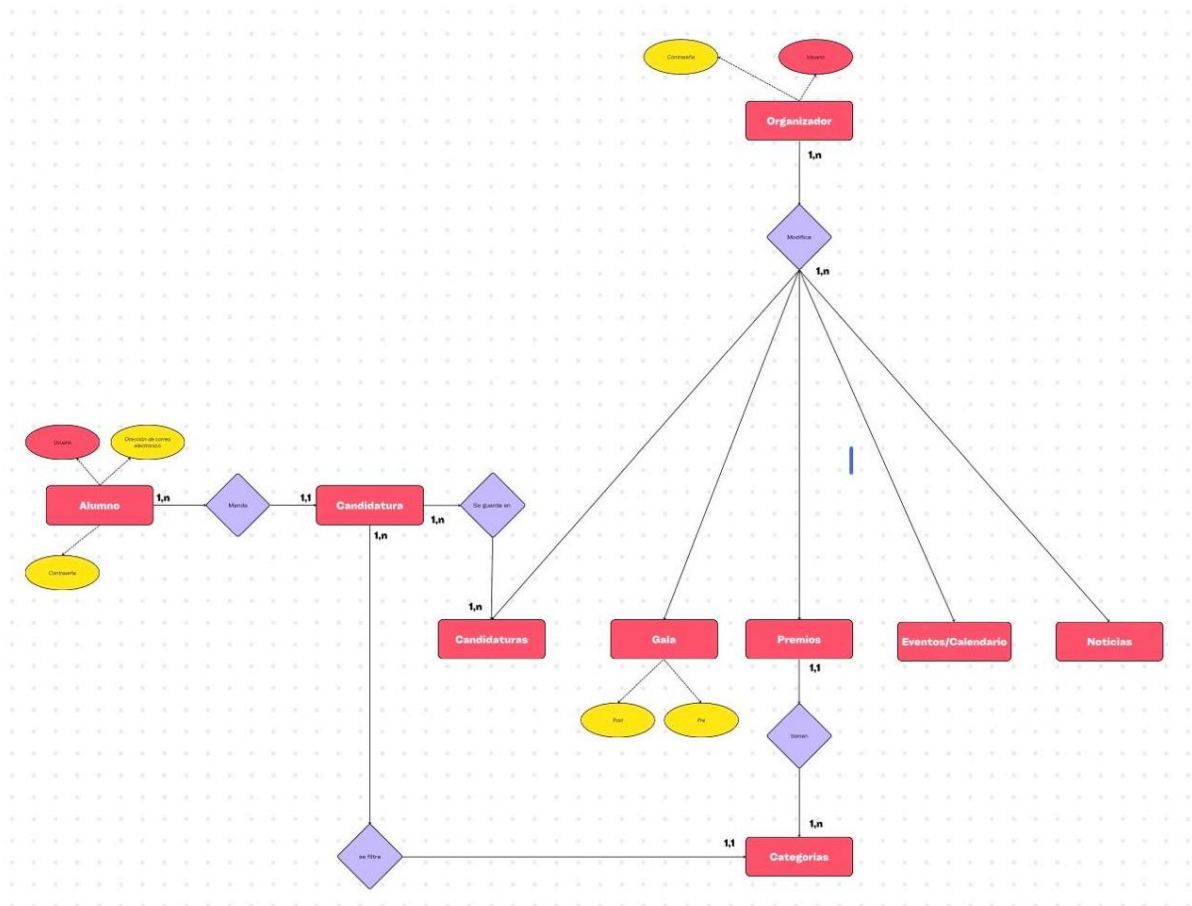 Contraseña
Usuario
Organizador
1,n
Modifica
1,n
Usuario
Dirección de correo
electrónico
Alumno
1,n
Manda
1,1
Candidatura
1,n
Se guarda en
1,n
Contraseña
1,n
Candidaturas
Gala
Premios
Eventos/Calendario
Noticias
1,1
Post
Pre
tienen
1,n
se filtra
1,1
Categorías